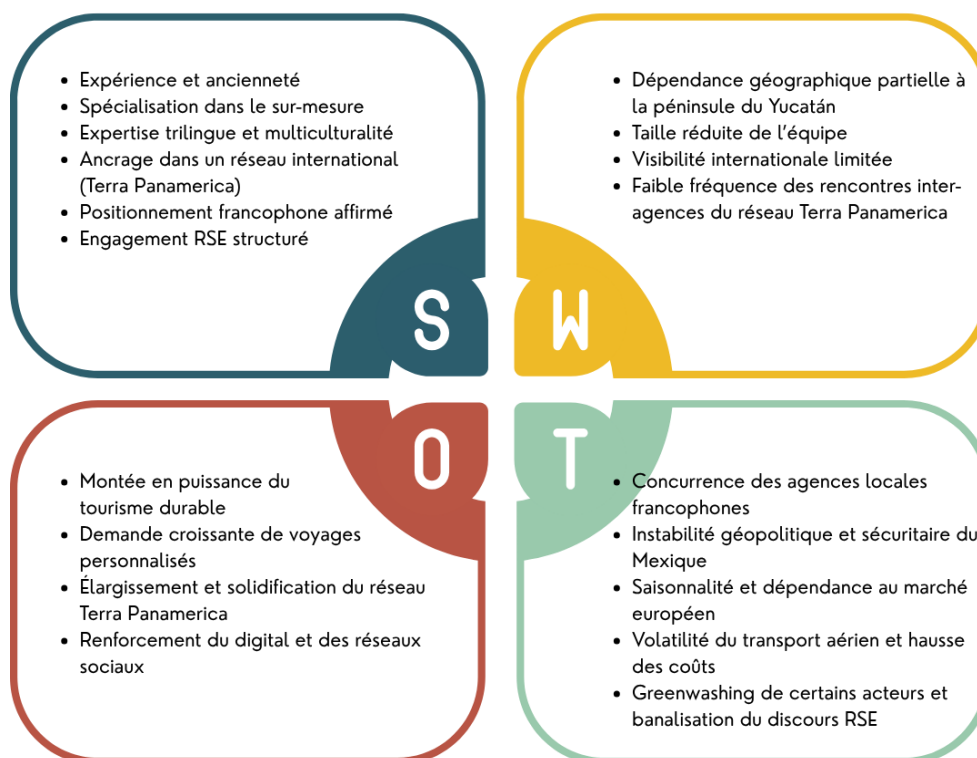 • Expérience et ancienneté
• Spécialisation dans le sur-mesure
• Expertise trilingue et multiculturalité
• Ancrage dans un réseau international
(Terra Panamerica)
• Positionnement francophone affirmé
• Engagement RSE structuré
S
• Dépendance géographique partielle à
la péninsule du Yucatán
• Taille réduite de l'équipe
• Visibilité internationale limitée
• Faible fréquence des rencontres inter-
agences du réseau Terra Panamerica
W
• Montée en puissance du
tourisme durable
• Demande croissante de voyages
personnalisés
• Élargissement et solidification du réseau
Terra Panamerica
• Renforcement du digital et des réseaux
sociaux
O
• Concurrence des agences locales
francophones
• Instabilité géopolitique et sécuritaire du
Mexique
• Saisonnalité et dépendance au marché
européen
• Volatilité du transport aérien et hausse
des coûts
• Greenwashing de certains acteurs et
banalisation du discours RSE
T